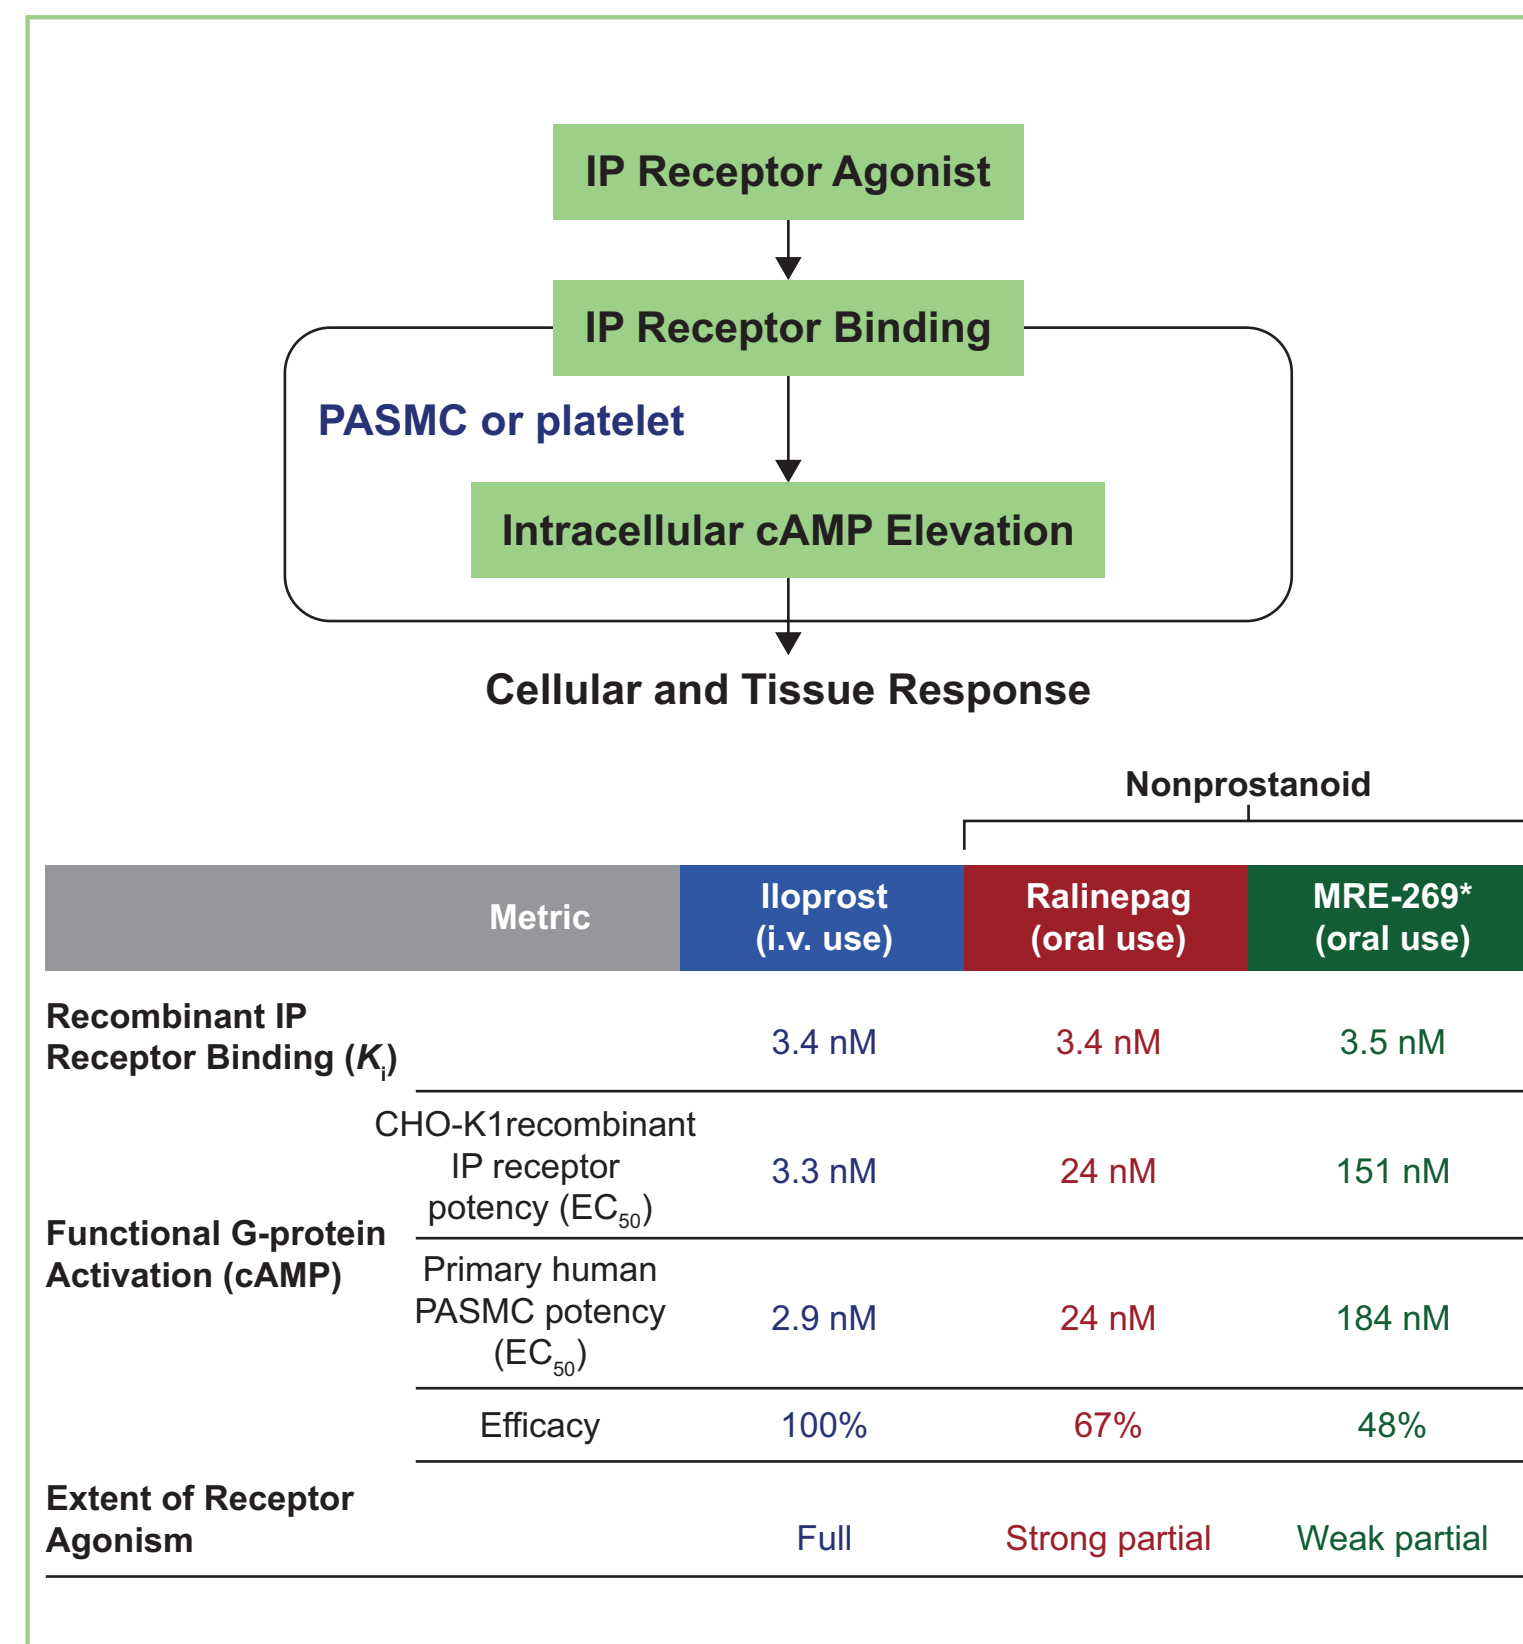 IP Receptor Agonist
IP Receptor Binding
PASMC or platelet
Intracellular cAMP Elevation
Cellular and Tissue Response
Nonprostanoid
Metric
Iloprost
(i.v. use)
Ralinepag
(oral use)
MRE-269*
(oral use)
Recombinant IP
Receptor Binding (Ki)
3.4 nM
3.4 nM
3.5 nM
Functional G-protein
Activation (cAMP)
CHO-K1recombinant
IP receptor
potency (EC50)
3.3 nM
24 nM
151 nM
Primary human
PASMC potency
(EC50)
2.9 nM
24 nM
184 nM
Efficacy
100%
67%
48%
Extent of Receptor
Agonism
Full
Strong partial
Weak partial